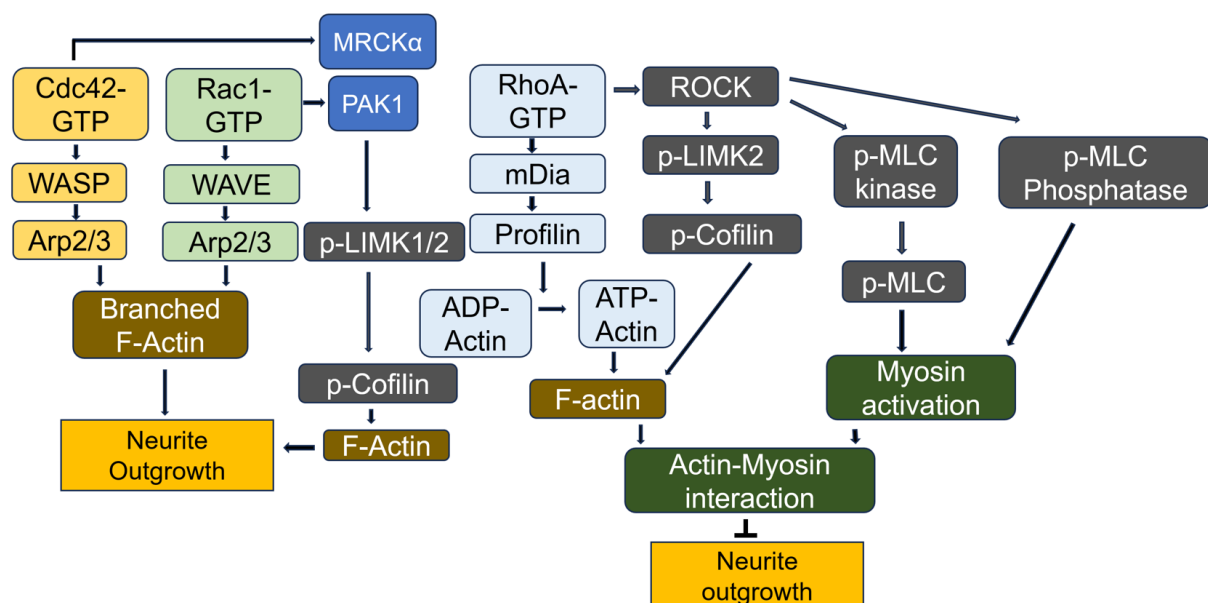 MRCKα
Cdc42-
GTP
Rac1-
GTP
PAK1
RhoA-
GTP
ROCK
WASP
WAVE
mDia
p-LIMK2
p-MLC
kinase
p-MLC
Phosphatase
Arp2/3
Arp2/3
p-LIMK1/2
Profilin
p-Cofilin
p-MLC
Branched
F-Actin
ADP-
Actin
ATP-
Actin
p-Cofilin
F-actin
Myosin
activation
Neurite
Outgrowth
F-Actin
Actin-Myosin
interaction
Neurite
outgrowth